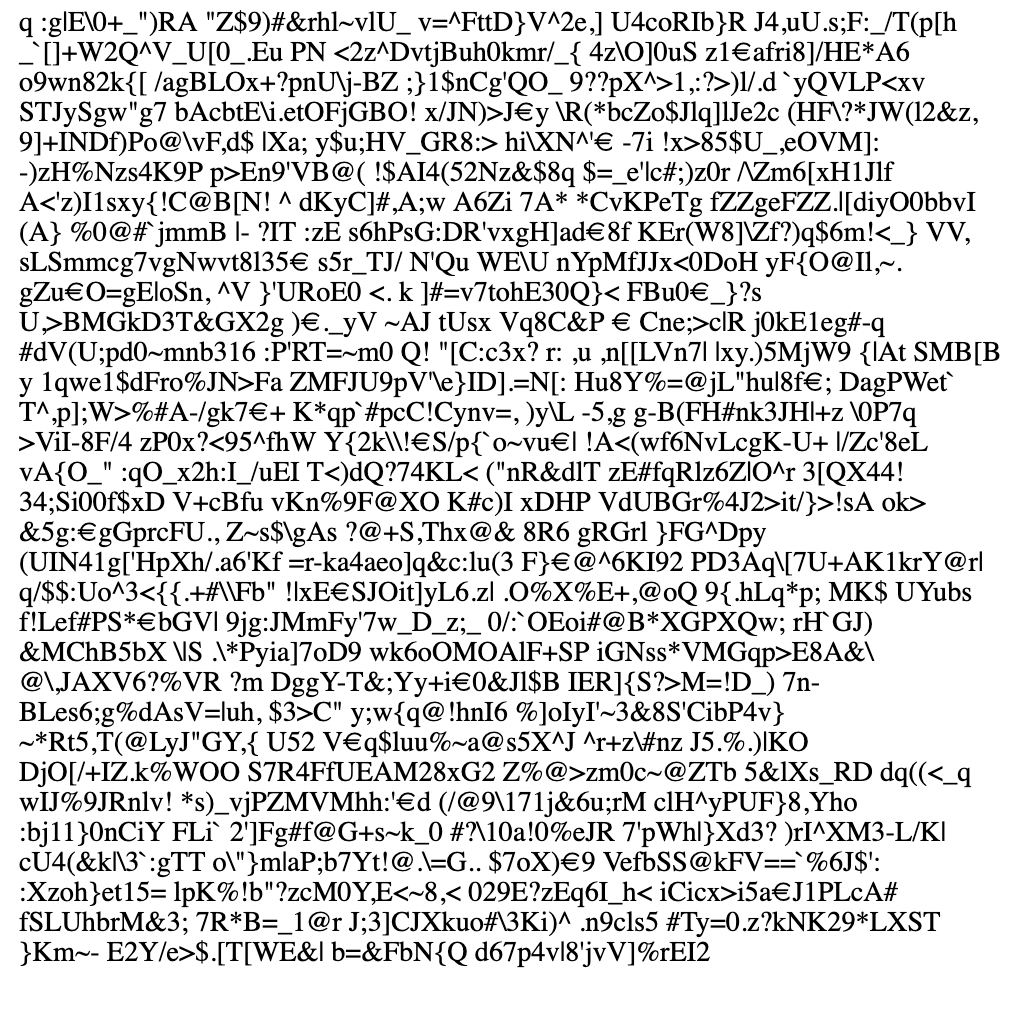 q :g|E\0+_")RA "Z$9)#&rhl~vlU_ v=^FttD}V^2e,] U4coRIb}R J4,uU.s;F:_/T(p[h
_`[]+W2Q^V_U[0_.Eu PN <2z^DvtjBuh0kmr/_{ 4z\O]0uS z1€afri8]/HE*A6
o9wn82k{[ /agBLOx+?pnU\j-BZ ;}1$nCg'QO_ 9??pX^>1,:?>)l/.d`yQVLP<xv
STJySgw"g7 bAcbtE\i.etOFjGBO! x/JN)>J€y \R(*bcZo$Jlq]lJe2c (HF\?*JW(l2&z,
9]+INDf)Po@\vF,d$ |Xa; y$u;HV_GR8:> hi\XN^'€ -7i !x>85$U_,eOVM]:
-)zH%Nzs4K9P p>En9'VB@( !$AI4(52Nz&$8q $=_e'lc#;)z0r /\Zm6[xH1Jlf
A<'z)I1sxy{!C@B[N! ^ dKyC]#,A;w A6Zi 7A* *CvKPeTg fZZgeFZZ.|[diyO0bbvI
(A} %0@#`jmmB |- ?IT :zE s6hPsG:DR'vxgH]ad€8f KEr(W8]\Zf?)q$6m!<_} VV,
sLSmmcg7vgNwvt8l35€ s5r_TJ/ N'Qu WE\U nYpMfJJx<0DoH yF{O@Il,~.
gZu€O=gE|oSn, ^V }'URoE0 <. k ]#=v7tohE30Q}< FBu0€_}?s
U,>BMGkD3T&GX2g )€._yV ~AJ tUsx Vq8C&P € Cne;>c|R j0kE1eg#-q
#dV(U;pd0~mnb316 :P'RT=~m0 Q! "[C:c3x? r: ,u ,n[[LVn7| |xy.)5MjW9 {|At SMB[B
y 1qwe1$dFro%JN>Fa ZMFJU9pV'\e}ID].=N[: Hu8Y%=@jL"hu|8f€; DagPWet`
T^,p];W>%#A-/gk7€+ K*qp`#pcC!Cynv=, )y\L -5,g g-B(FH#nk3JH|+z \0P7q
>ViI-8F/4 zP0x?<95^fhW Y{2k\\!€S/p{`o~vu€| !A<(wf6NvLcgK-U+ |/Zc'8eL
vA{O_" :qO_x2h:I_/uEI T<)dQ?74KL< ("nR&dlT zE#fqRlz6Z|O^r 3[QX44!
34;Si00f$xD V+cBfu vKn%9F@XO K#c)I xDHP VdUBGr%4J2>it/}>!sA ok>
&5g:€gGprcFU., Z~s$\gAs ?@+S,Thx@& 8R6 gRGrl }FG^Dpy
(UIN41g['HpXh/.a6'Kf =r-ka4aeo]q&c:lu(3 F}€@^6KI92 PD3Aq\[7U+AK1krY@r|
q/$$:Uo^3<{{.+#\\Fb" !|xE€SJOit]yL6.z| .O%X%E+,@oQ 9{.hLq*p; MK$ UYubs
f!Lef#PS*€bGV| 9jg:JMmFy'7w_D_z;_ 0/:`OEoi#@B*XGPXQw; rH`GJ)
&MChB5bX \|S .\*Pyia]7oD9 wk6oOMOAlF+SP iGNss*VMGqp>E8A&\
@\,JAXV6?%VR ?m DggY-T&;Yy+i€0&Jl$B IER]{S?>M=!D_) 7n-
BLes6;g%dAsV=|uh, $3>C" y;w{q@!hnI6 %]oIyI'~3&8S'CibP4v}
~*Rt5,T(@LyJ"GY,{ U52 V€q$luu%~a@s5X^J ^r+z\#nz J5.%.)|KO
DjO[/+IZ.k%WOO S7R4FfUEAM28xG2 Z%@>zm0c~@ZTb 5&lXs_RD dq((<_q
wIJ%9JRnlv! *s)_vjPZMVMhh:'€d (/@9\171j&6u;rM clH^yPUF}8,Yho
:bj11}0nCiY FLi` 2']Fg#f@G+s~k_0 #?\10a!0%eJR 7'pWh|}Xd3? )rI^XM3-L/K|
cU4(&k|\3`:gTT o\"}m|aP;b7Yt!@.\=G.. $7oX)€9 VefbSS@kFV==`%6J$':
:Xzoh}et15= lpK%!b"?zcM0Y,E<~8,< 029E?zEq6I_h< iCicx>i5a€J1PLcA#
fSLUhbrM&3; 7R*B=_1@r J;3]CJXkuo#\3Ki)^ .n9cls5 #Ty=0.z?kNK29*LXST
}Km~- E2Y/e>$.[T[WE&| b=&FbN{Q d67p4v|8'jvV]%rEI2